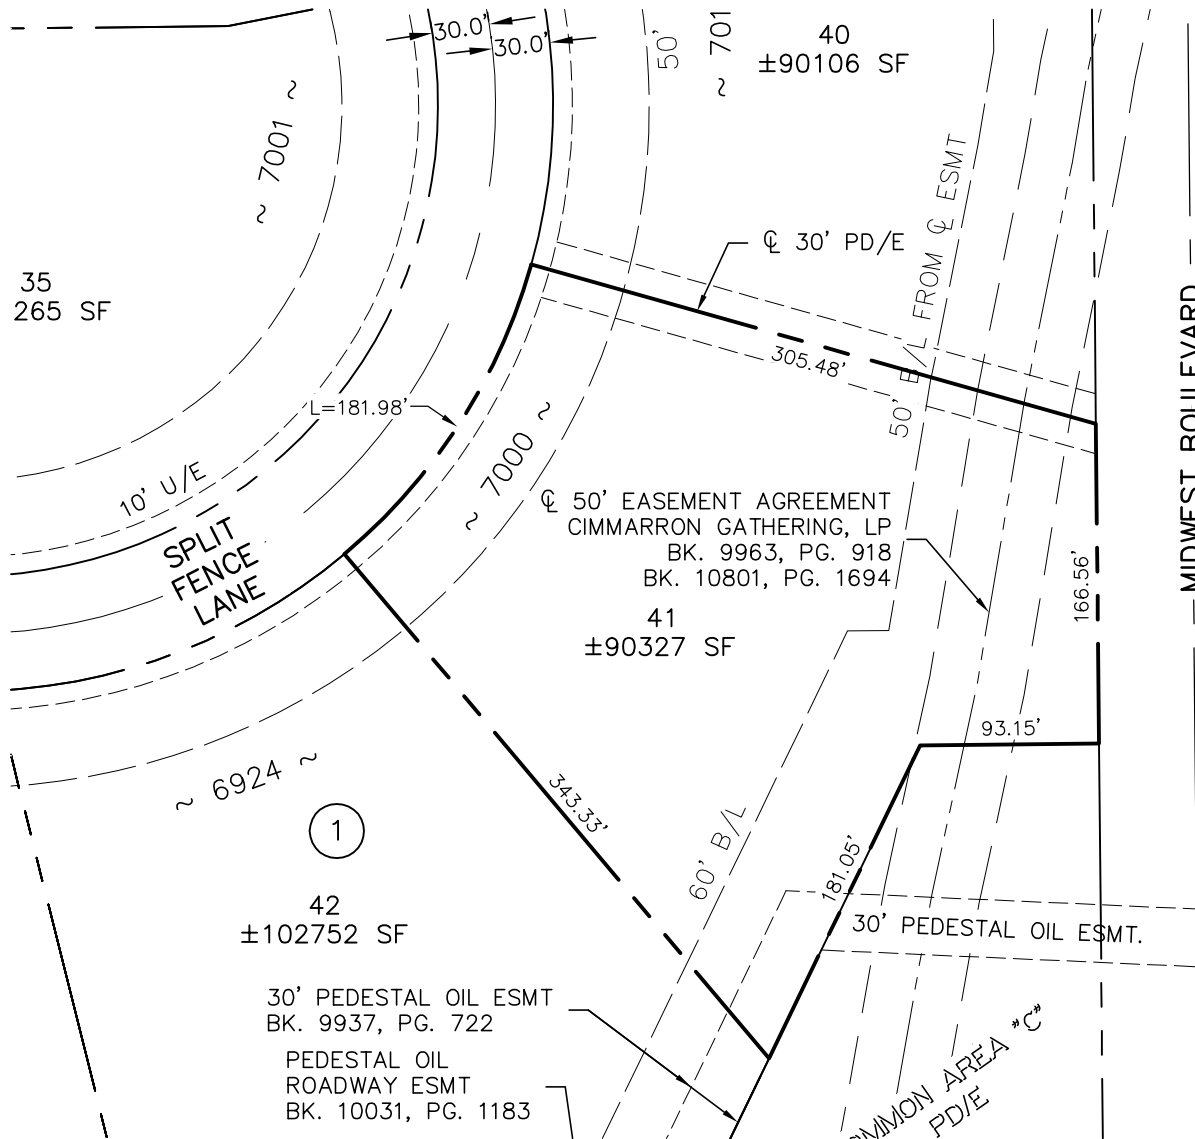 30.0'
30.0'
50'
~ 701
40
±90106 SF
~ 7001 ~
35
265 SF
℄ 30' PD/E
50' B/L FROM ℄ ESMT
MIDWEST BOULEVARD
305.48'
L=181.98'
~ 7000 ~
10' U/E
SPLIT
FENCE
LANE
℄ 50' EASEMENT AGREEMENT
CIMMARRON GATHERING, LP
BK. 9963, PG. 918
BK. 10801, PG. 1694
166.56'
41
±90327 SF
93.15'
~ 6924 ~
343.33'
1
60' B/L
181.05'
42
±102752 SF
30' PEDESTAL OIL ESMT.
30' PEDESTAL OIL ESMT
BK. 9937, PG. 722
PEDESTAL OIL
ROADWAY ESMT
BK. 10031, PG. 1183
OMMON AREA "C"
PD/E